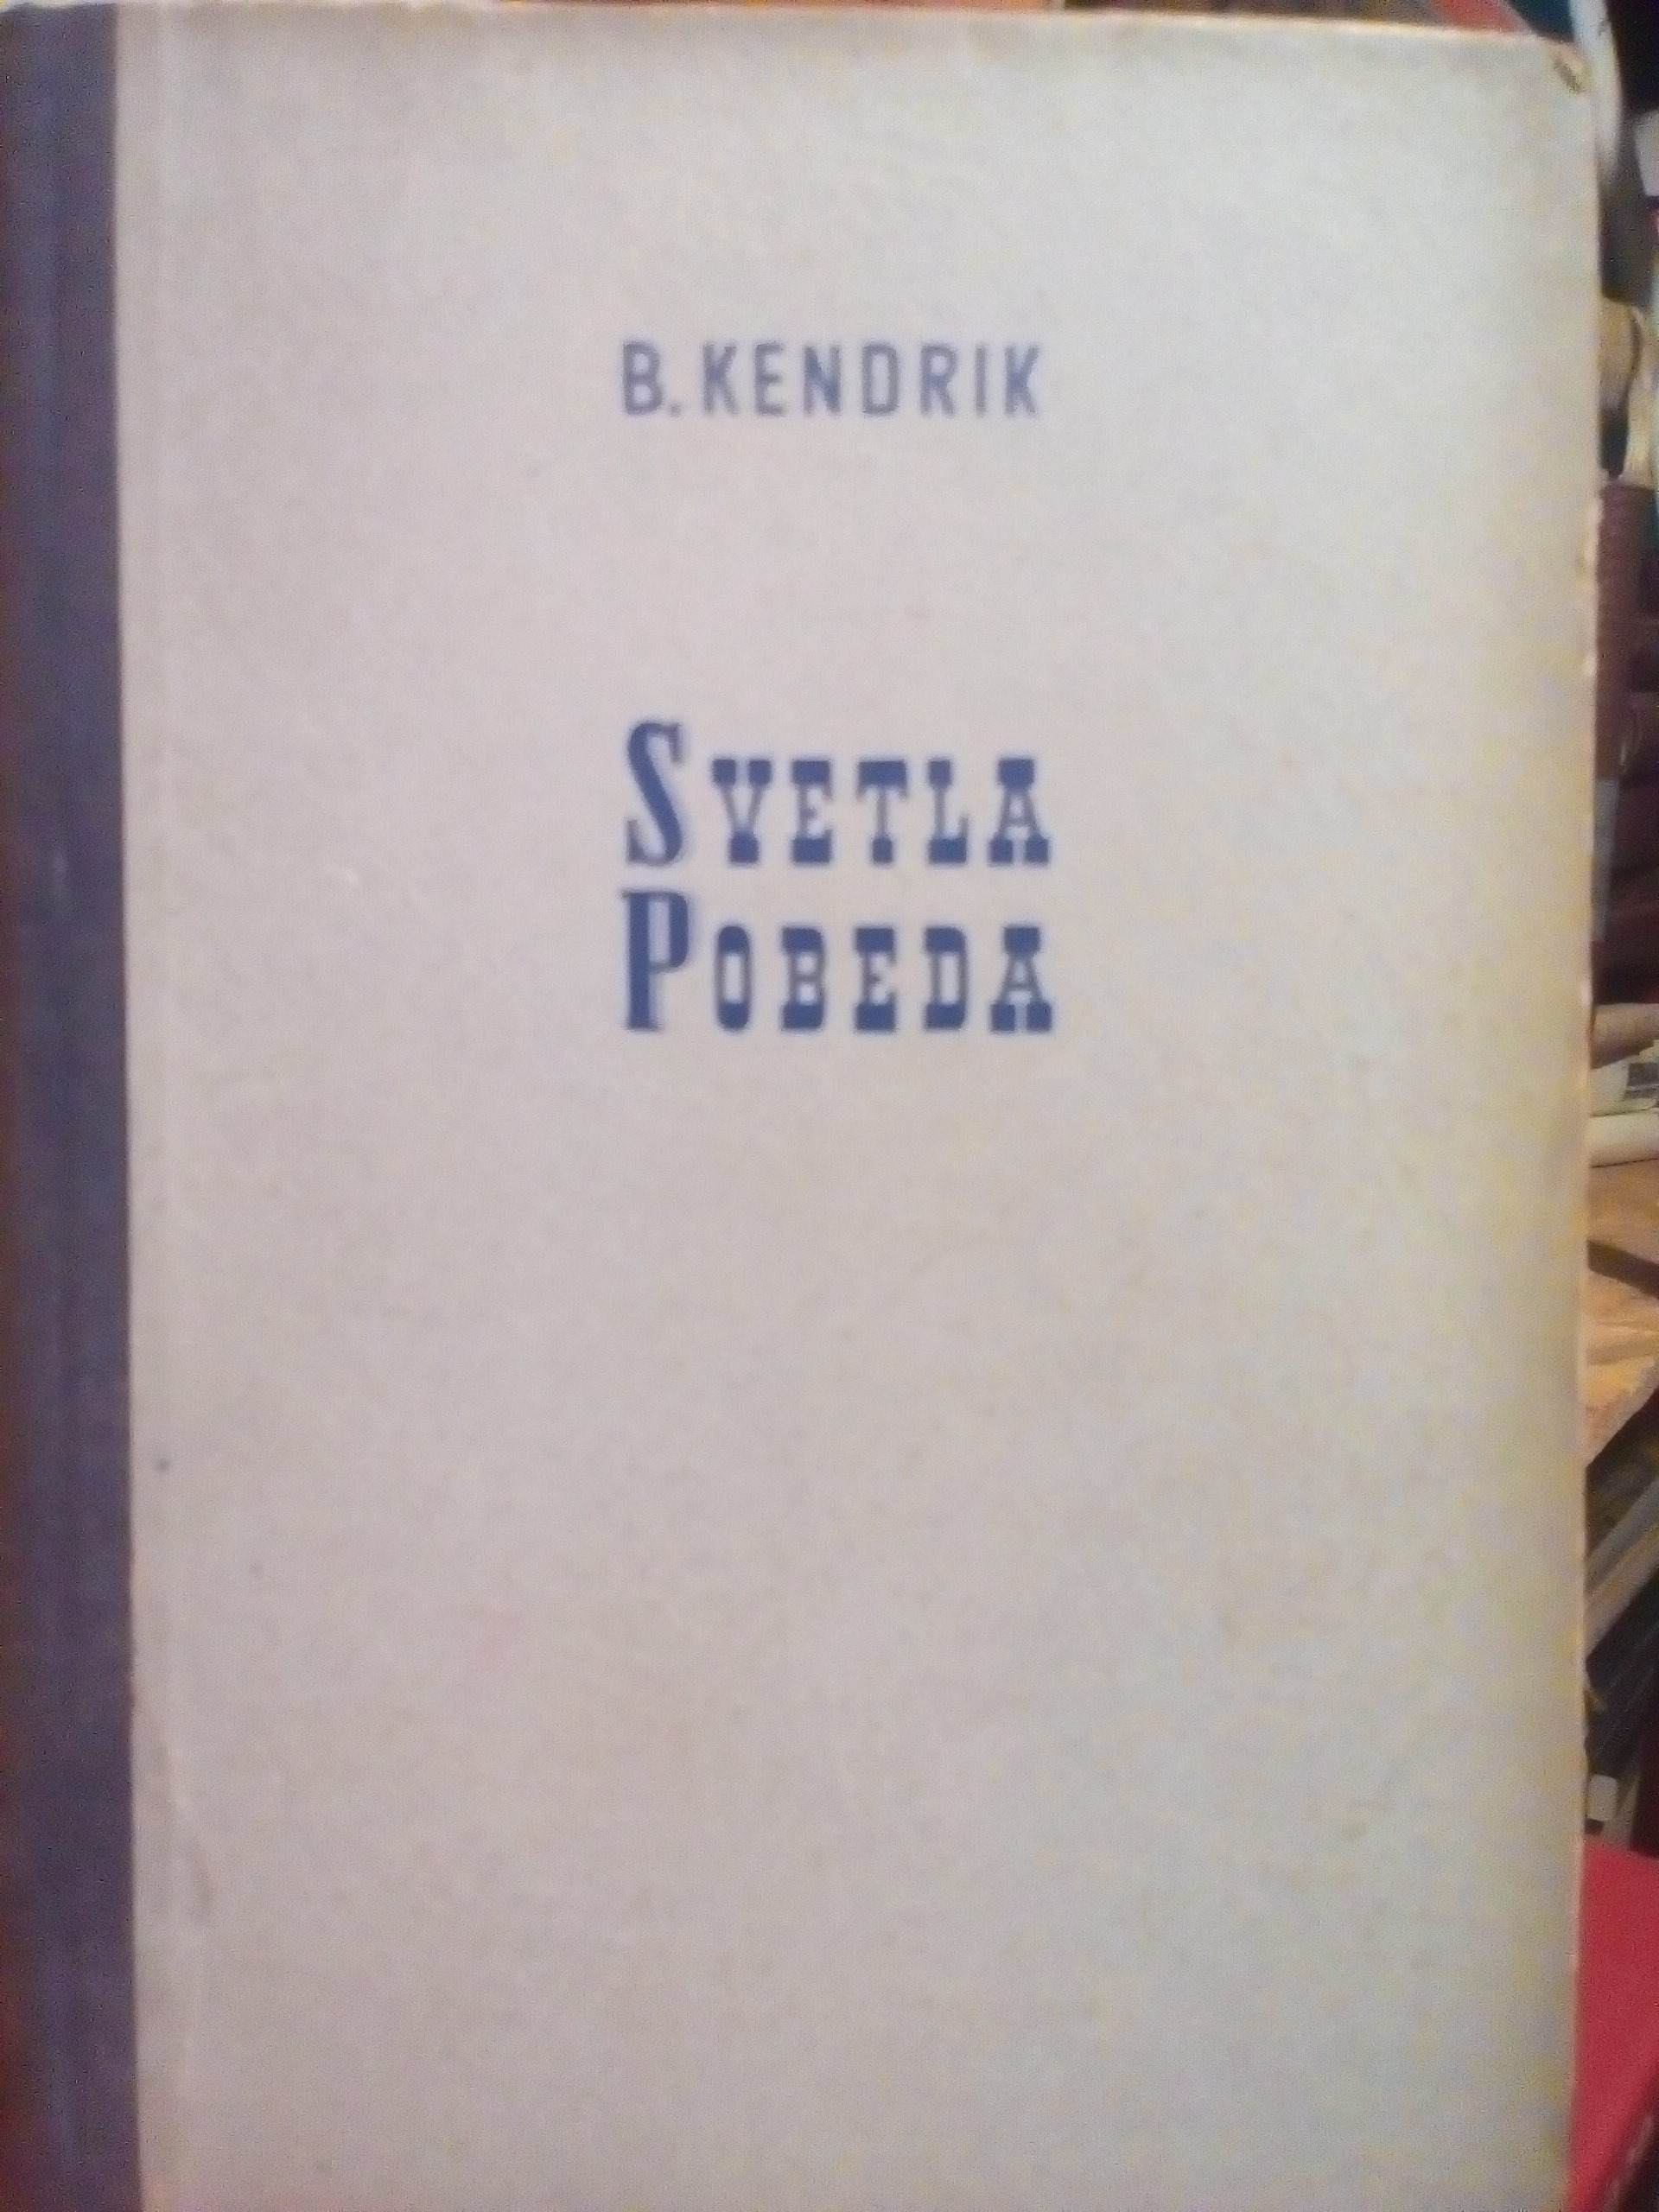 B. KENDRIK
SVETLA
POBEDA